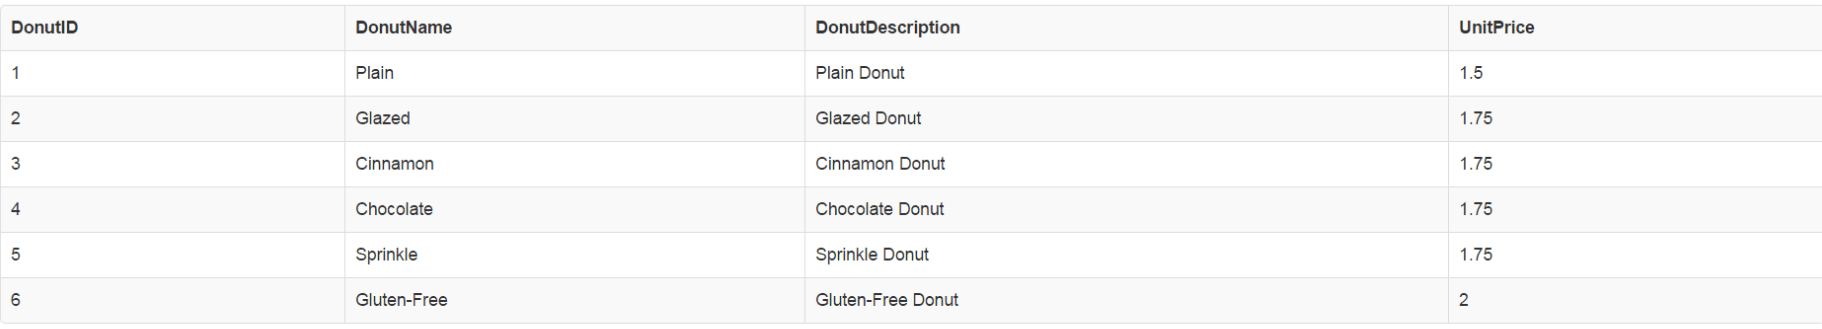 DonutID DonutName DonutDescription UnitPrice
1 Plain Plain Donut 1.5
2 Glazed Glazed Donut 1.75
3 Cinnamon Cinnamon Donut 1.75
4 Chocolate Chocolate Donut 1.75
5 Sprinkle Sprinkle Donut 1.75
6 Gluten-Free Gluten-Free Donut 2